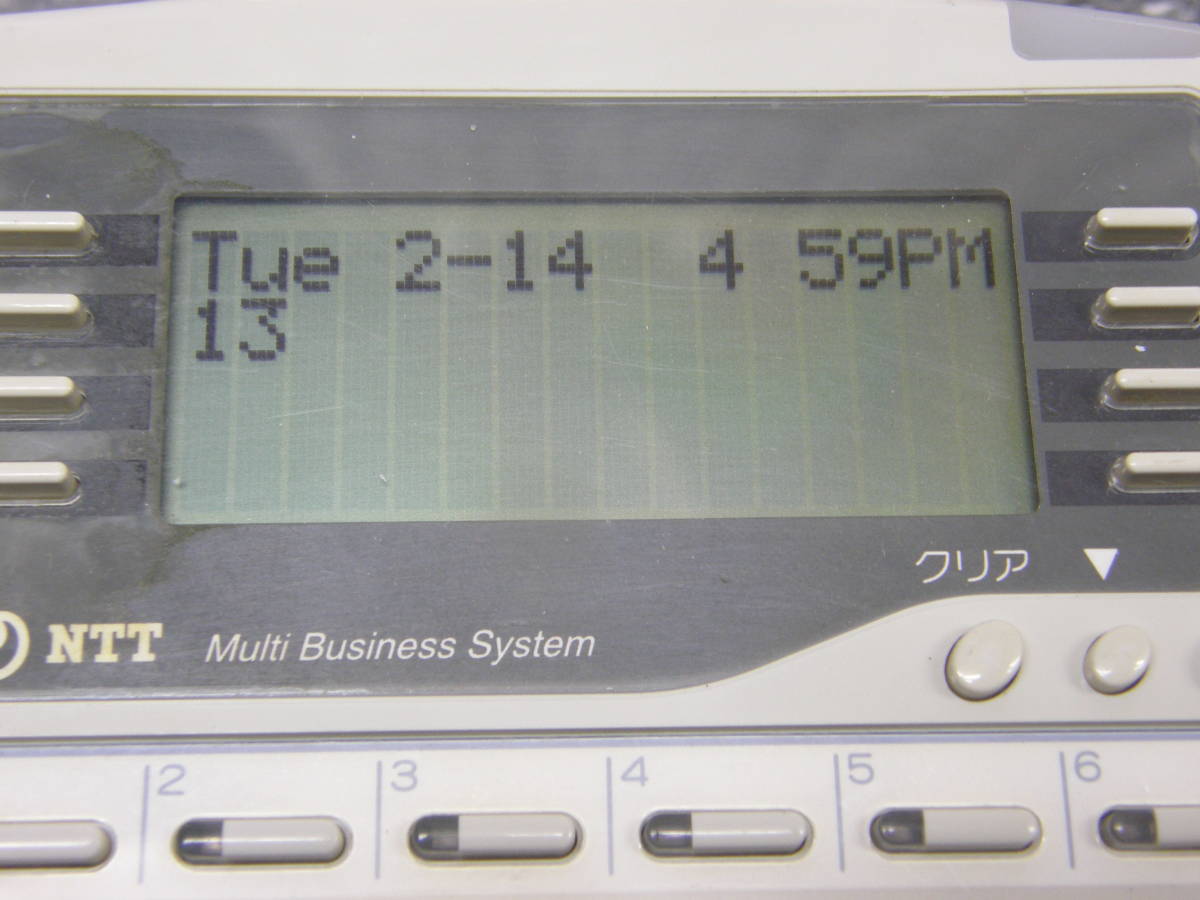 Tue 2-14 4 59PM
13
クリア ▼
NTT Multi Business System
2 3 4 5 6